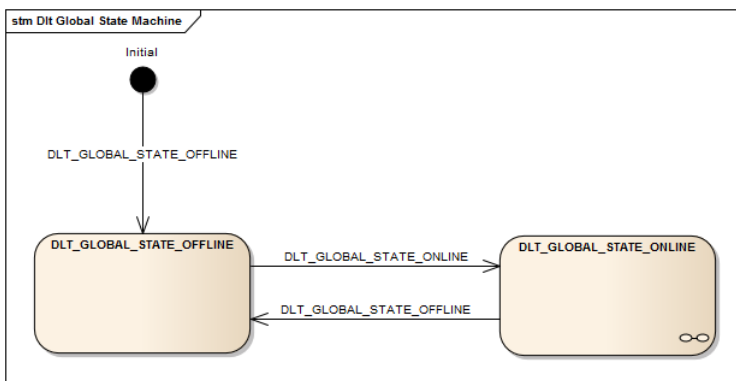 stm Dlt Global State Machine
Initial
DLT_GLOBAL_STATE_OFFLINE
DLT_GLOBAL_STATE_OFFLINE
DLT_GLOBAL_STATE_ONLINE
DLT_GLOBAL_STATE_ONLINE
DLT_GLOBAL_STATE_OFFLINE